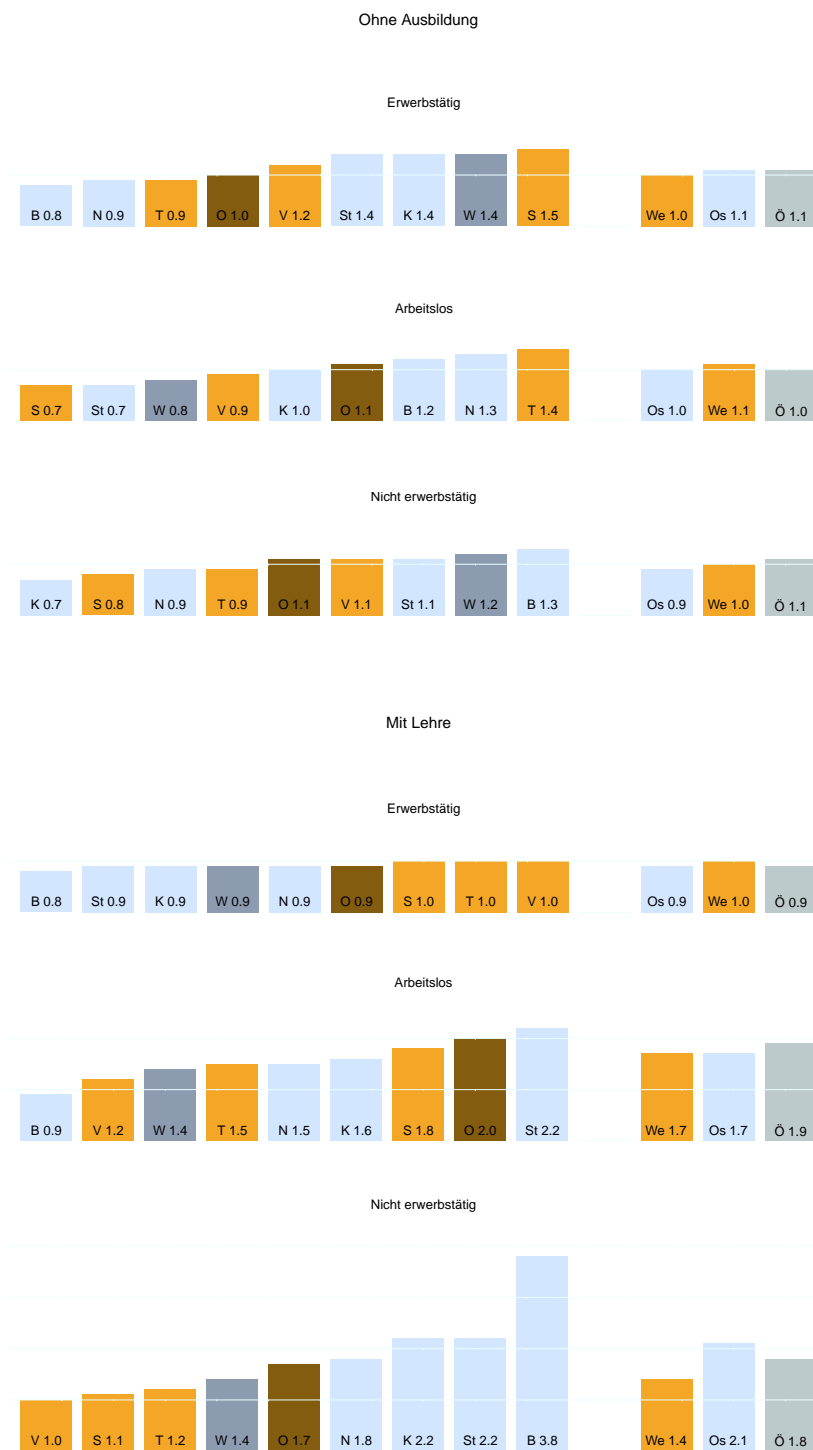 Ohne Ausbildung
Erwerbstätig
B 0.8 N 0.9 T 0.9 O 1.0 V 1.2 St 1.4 K 1.4 W 1.4 S 1.5 We 1.0 Os 1.1 Ö 1.1
Arbeitslos
S 0.7 St 0.7 W 0.8 V 0.9 K 1.0 O 1.1 B 1.2 N 1.3 T 1.4 Os 1.0 We 1.1 Ö 1.0
Nicht erwerbstätig
K 0.7 S 0.8 N 0.9 T 0.9 O 1.1 V 1.1 St 1.1 W 1.2 B 1.3 Os 0.9 We 1.0 Ö 1.1
Mit Lehre
Erwerbstätig
B 0.8 St 0.9 K 0.9 W 0.9 N 0.9 O 0.9 S 1.0 T 1.0 V 1.0 Os 0.9 We 1.0 Ö 0.9
Arbeitslos
B 0.9 V 1.2 W 1.4 T 1.5 N 1.5 K 1.6 S 1.8 O 2.0 St 2.2 We 1.7 Os 1.7 Ö 1.9
Nicht erwerbstätig
V 1.0 S 1.1 T 1.2 W 1.4 O 1.7 N 1.8 K 2.2 St 2.2 B 3.8 We 1.4 Os 2.1 Ö 1.8